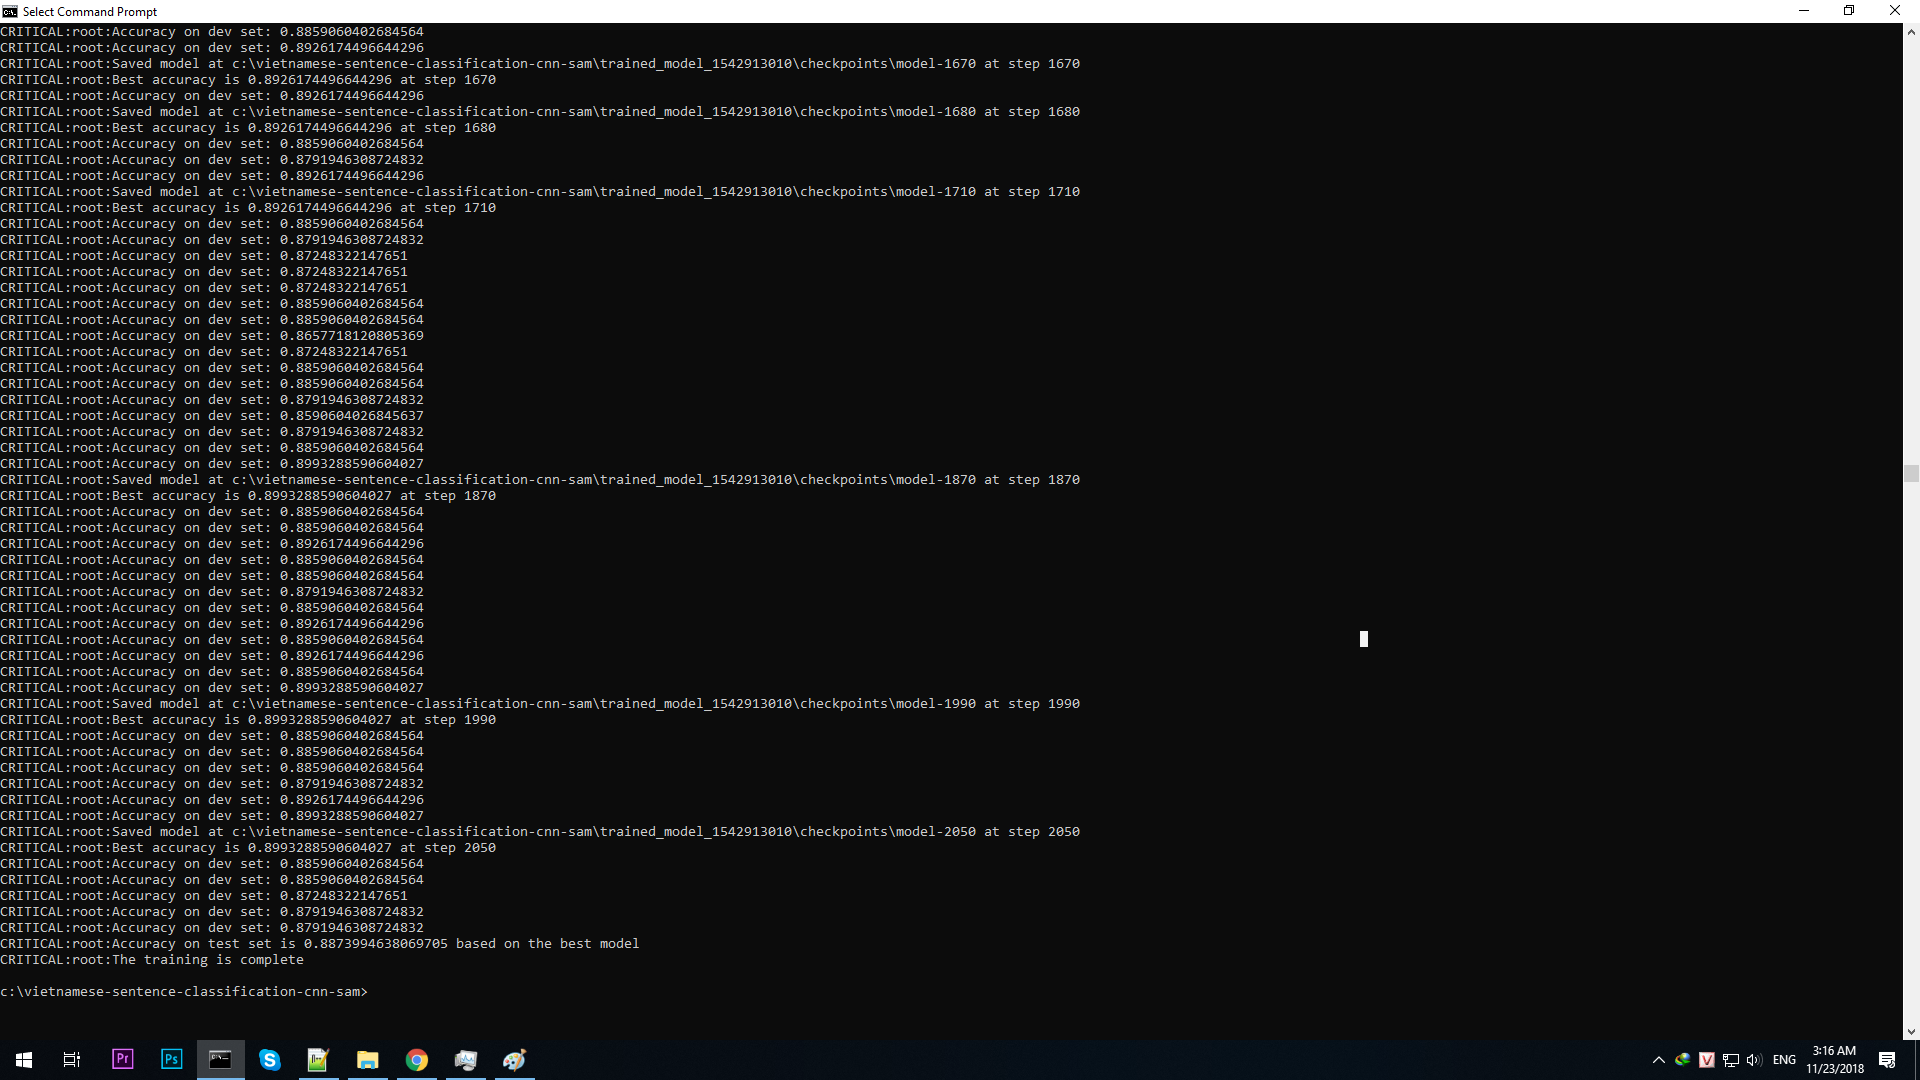 Select Command Prompt
CRITICAL:root:Accuracy on dev set: 0.8859060402684564
CRITICAL:root:Accuracy on dev set: 0.8926174496644296
CRITICAL:root:Saved model at c:\vietnamese-sentence-classification-cnn-sam\trained_model_1542913010\checkpoints\model-1670 at step 1670
CRITICAL:root:Best accuracy is 0.8926174496644296 at step 1670
CRITICAL:root:Accuracy on dev set: 0.8926174496644296
CRITICAL:root:Saved model at c:\vietnamese-sentence-classification-cnn-sam\trained_model_1542913010\checkpoints\model-1680 at step 1680
CRITICAL:root:Best accuracy is 0.8926174496644296 at step 1680
CRITICAL:root:Accuracy on dev set: 0.8859060402684564
CRITICAL:root:Accuracy on dev set: 0.8791946308724832
CRITICAL:root:Accuracy on dev set: 0.8926174496644296
CRITICAL:root:Saved model at c:\vietnamese-sentence-classification-cnn-sam\trained_model_1542913010\checkpoints\model-1710 at step 1710
CRITICAL:root:Best accuracy is 0.8926174496644296 at step 1710
CRITICAL:root:Accuracy on dev set: 0.8859060402684564
CRITICAL:root:Accuracy on dev set: 0.8791946308724832
CRITICAL:root:Accuracy on dev set: 0.87248322147651
CRITICAL:root:Accuracy on dev set: 0.87248322147651
CRITICAL:root:Accuracy on dev set: 0.87248322147651
CRITICAL:root:Accuracy on dev set: 0.8859060402684564
CRITICAL:root:Accuracy on dev set: 0.8859060402684564
CRITICAL:root:Accuracy on dev set: 0.8657718120805369
CRITICAL:root:Accuracy on dev set: 0.87248322147651
CRITICAL:root:Accuracy on dev set: 0.8859060402684564
CRITICAL:root:Accuracy on dev set: 0.8859060402684564
CRITICAL:root:Accuracy on dev set: 0.8791946308724832
CRITICAL:root:Accuracy on dev set: 0.8590604026845637
CRITICAL:root:Accuracy on dev set: 0.8791946308724832
CRITICAL:root:Accuracy on dev set: 0.8859060402684564
CRITICAL:root:Accuracy on dev set: 0.8993288590604027
CRITICAL:root:Saved model at c:\vietnamese-sentence-classification-cnn-sam\trained_model_1542913010\checkpoints\model-1870 at step 1870
CRITICAL:root:Best accuracy is 0.8993288590604027 at step 1870
CRITICAL:root:Accuracy on dev set: 0.8859060402684564
CRITICAL:root:Accuracy on dev set: 0.8859060402684564
CRITICAL:root:Accuracy on dev set: 0.8926174496644296
CRITICAL:root:Accuracy on dev set: 0.8859060402684564
CRITICAL:root:Accuracy on dev set: 0.8859060402684564
CRITICAL:root:Accuracy on dev set: 0.8791946308724832
CRITICAL:root:Accuracy on dev set: 0.8859060402684564
CRITICAL:root:Accuracy on dev set: 0.8926174496644296
CRITICAL:root:Accuracy on dev set: 0.8859060402684564
CRITICAL:root:Accuracy on dev set: 0.8926174496644296
CRITICAL:root:Accuracy on dev set: 0.8859060402684564
CRITICAL:root:Accuracy on dev set: 0.8993288590604027
CRITICAL:root:Saved model at c:\vietnamese-sentence-classification-cnn-sam\trained_model_1542913010\checkpoints\model-1990 at step 1990
CRITICAL:root:Best accuracy is 0.8993288590604027 at step 1990
CRITICAL:root:Accuracy on dev set: 0.8859060402684564
CRITICAL:root:Accuracy on dev set: 0.8859060402684564
CRITICAL:root:Accuracy on dev set: 0.8859060402684564
CRITICAL:root:Accuracy on dev set: 0.8791946308724832
CRITICAL:root:Accuracy on dev set: 0.8926174496644296
CRITICAL:root:Accuracy on dev set: 0.8993288590604027
CRITICAL:root:Saved model at c:\vietnamese-sentence-classification-cnn-sam\trained_model_1542913010\checkpoints\model-2050 at step 2050
CRITICAL:root:Best accuracy is 0.8993288590604027 at step 2050
CRITICAL:root:Accuracy on dev set: 0.8859060402684564
CRITICAL:root:Accuracy on dev set: 0.8859060402684564
CRITICAL:root:Accuracy on dev set: 0.87248322147651
CRITICAL:root:Accuracy on dev set: 0.8791946308724832
CRITICAL:root:Accuracy on dev set: 0.8791946308724832
CRITICAL:root:Accuracy on test set is 0.8873994638069705 based on the best model
CRITICAL:root:The training is complete
c:\vietnamese-sentence-classification-cnn-sam>
Pr
Ps
S
V
ENG
3:16 AM
11/23/2018